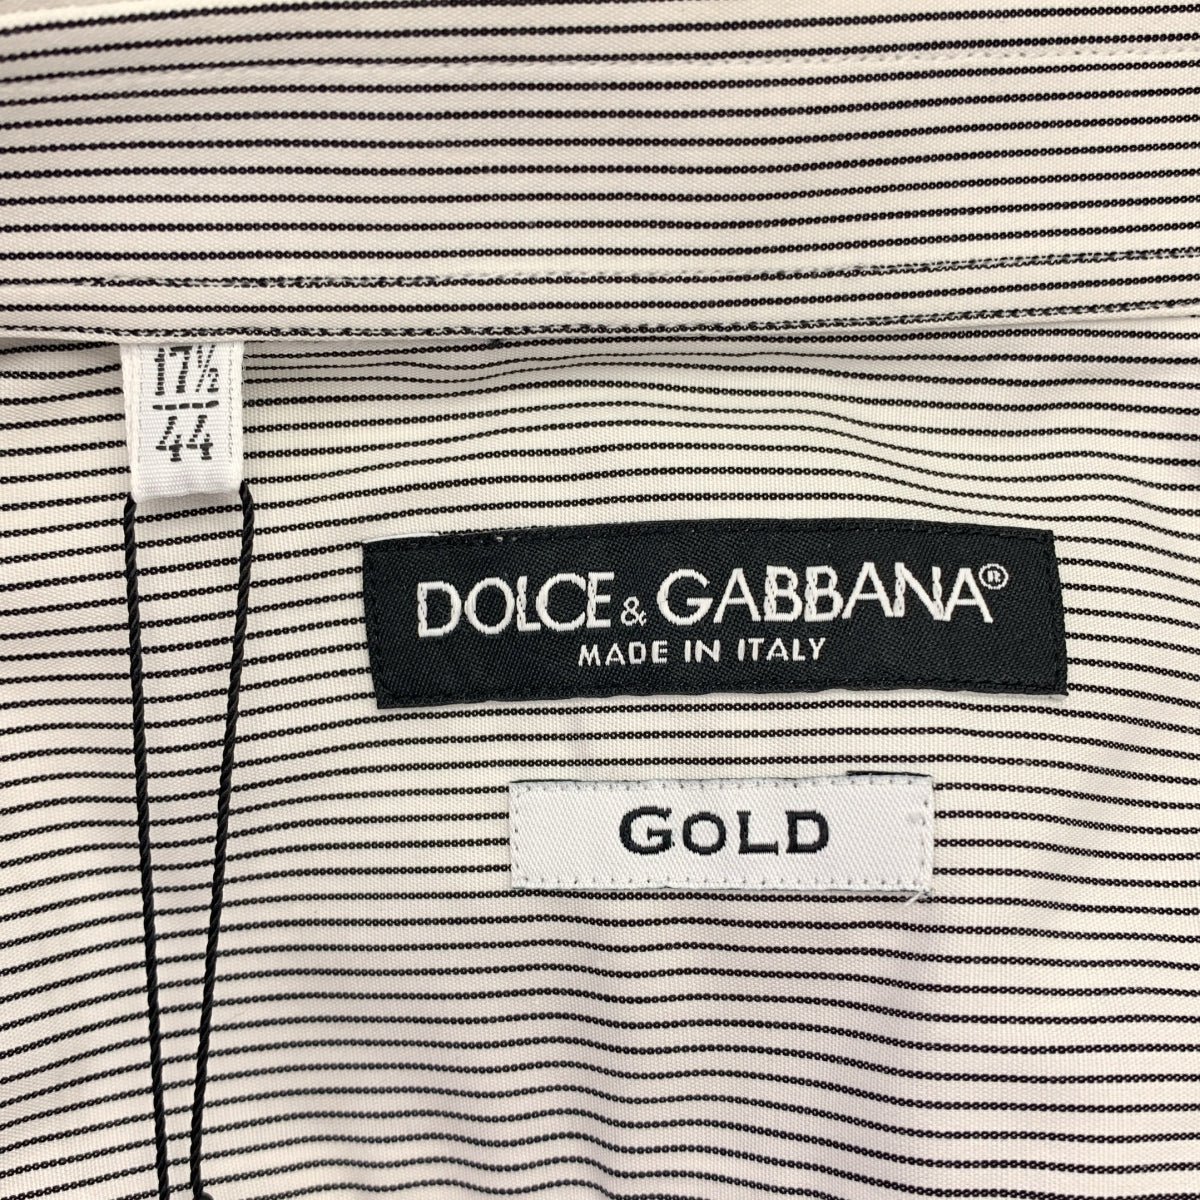 17½
44
DOLCE & GABBANA®
MADE IN ITALY
GOLD